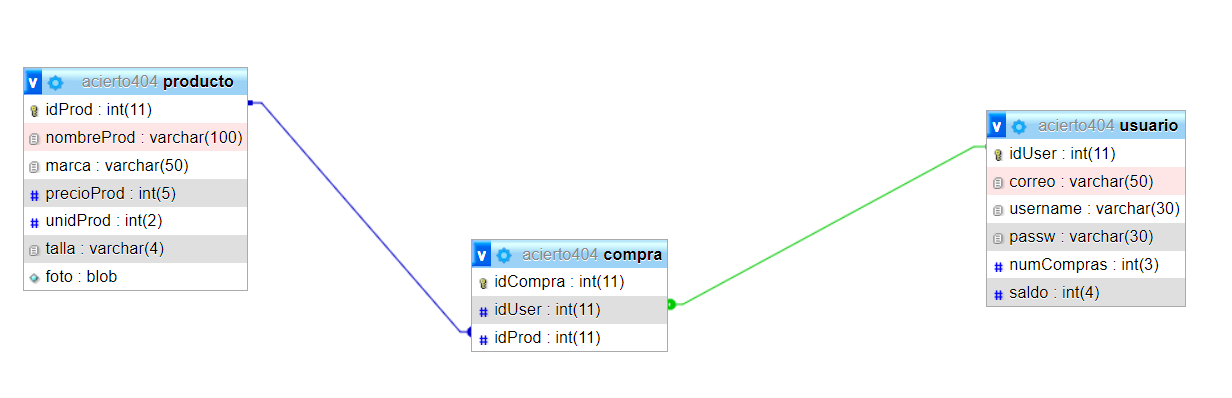 v acierto404 producto
idProd : int(11)
nombreProd : varchar(100)
marca : varchar(50)
# precioProd : int(5)
# unidProd : int(2)
talla : varchar(4)
foto : blob
v acierto404 compra
idCompra : int(11)
# idUser : int(11)
# idProd : int(11)
v acierto404 usuario
idUser : int(11)
correo : varchar(50)
username : varchar(30)
passw : varchar(30)
# numCompras : int(3)
# saldo : int(4)